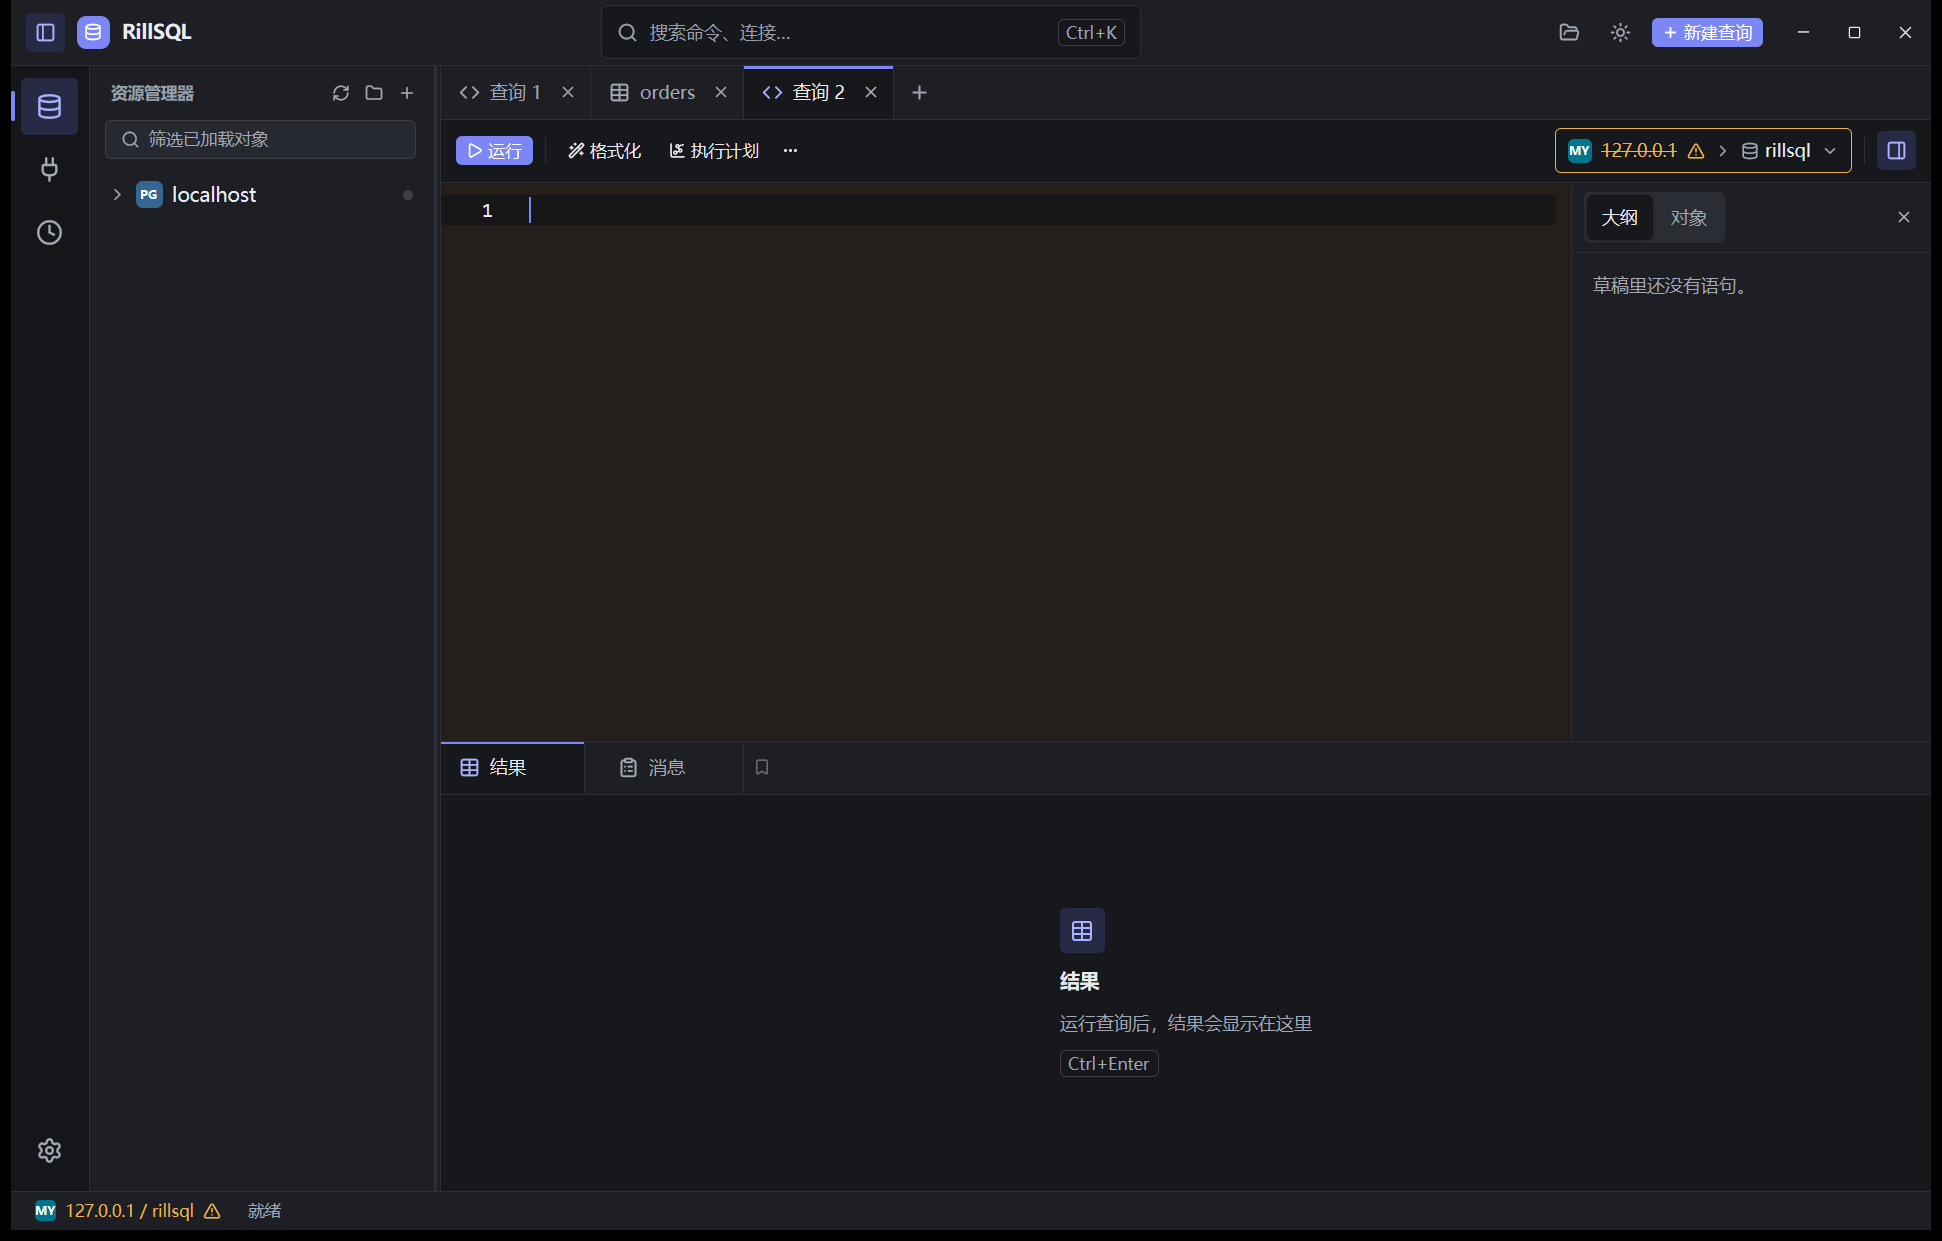 RillSQL
搜索命令、连接...
Ctrl+K
+ 新建查询
资源管理器
查询 1
orders
查询 2
筛选已加载对象
运行
格式化
执行计划
MY 127.0.0.1
rillsql
PG localhost
1
大纲
对象
草稿里还没有语句。
结果
消息
结果
运行查询后，结果会显示在这里
Ctrl+Enter
MY 127.0.0.1 / rillsql
就绪